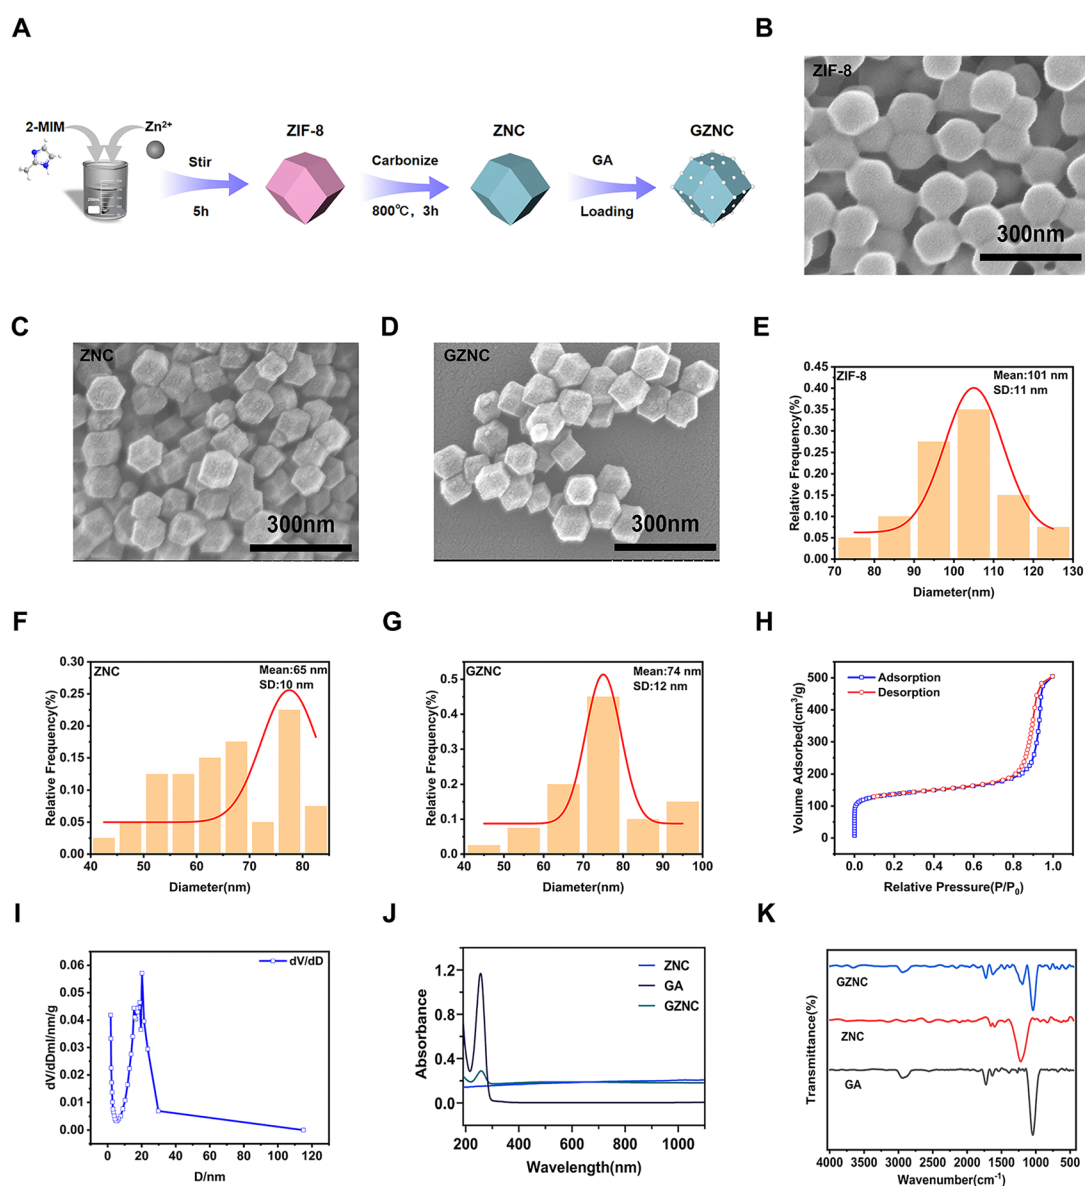 A
2-MIM
Zn²⁺
Stir
5h
ZIF-8
Carbonize
800℃, 3h
ZNC
GA
Loading
GZNC
B
ZIF-8
300nm
C
ZNC
300nm
D
GZNC
300nm
E
ZIF-8
Mean:101 nm
SD:11 nm
Relative Frequency(%)
0.40
0.35
0.30
0.25
0.20
0.15
0.10
0.05
0.00
70 80 90 100 110 120 130
Diameter(nm)
F
ZNC
Mean:65 nm
SD:10 nm
Relative Frequency(%)
0.30
0.25
0.20
0.15
0.10
0.05
0.00
40 50 60 70 80
Diameter(nm)
G
GZNC
Mean:74 nm
SD:12 nm
Relative Frequency(%)
0.5
0.4
0.3
0.2
0.1
0.0
40 50 60 70 80 90 100
Diameter(nm)
H
Adsorption
Desorption
Volume Adsorbed(cm³/g)
500
400
300
200
100
0
0.0 0.2 0.4 0.6 0.8 1.0
Relative Pressure(P/P₀)
I
dV/dD
dV/dDml/nm/g
0.06
0.05
0.04
0.03
0.02
0.01
0.00
0 20 40 60 80 100 120
D/nm
J
ZNC
GA
GZNC
Absorbance
1.2
0.8
0.4
0.0
200 400 600 800 1000
Wavelength(nm)
K
GZNC
ZNC
GA
Transmittance(%)
4000 3500 3000 2500 2000 1500 1000 500
Wavenumber(cm⁻¹)